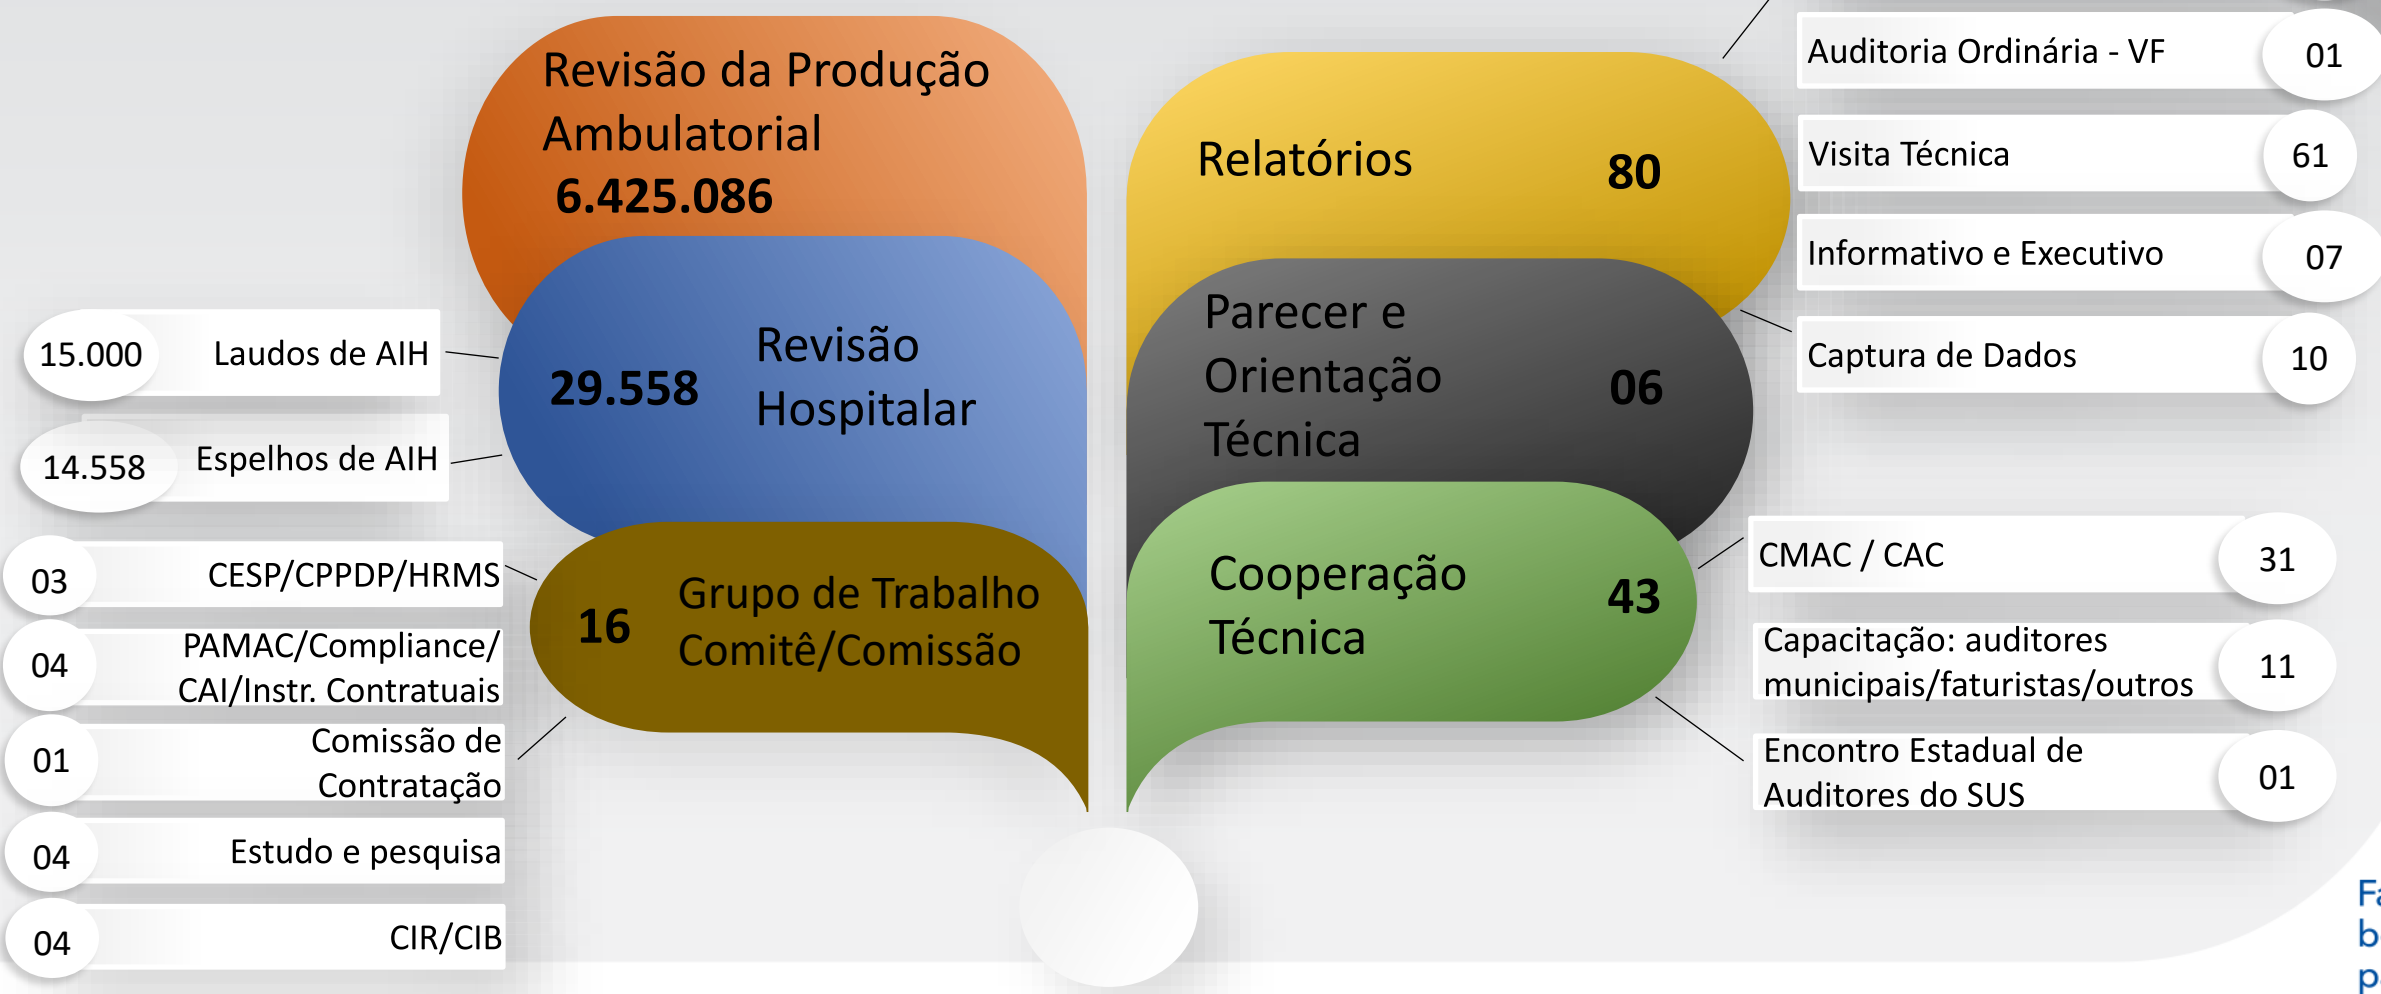 Revisão da Produção
Ambulatorial
6.425.086
15.000
Laudos de AIH
14.558
Espelhos de AIH
29.558
Revisão
Hospitalar
03
CESP/CPPDP/HRMS
04
PAMAC/Compliance/
CAI/Instr. Contratuais
01
Comissão de
Contratação
04
Estudo e pesquisa
04
CIR/CIB
16
Grupo de Trabalho
Comitê/Comissão
Relatórios
80
Auditoria Ordinária - VF
01
Visita Técnica
61
Informativo e Executivo
07
Captura de Dados
10
Parecer e
Orientação
Técnica
06
Cooperação
Técnica
43
CMAC / CAC
31
Capacitação: auditores
municipais/faturistas/outros
11
Encontro Estadual de
Auditores do SUS
01